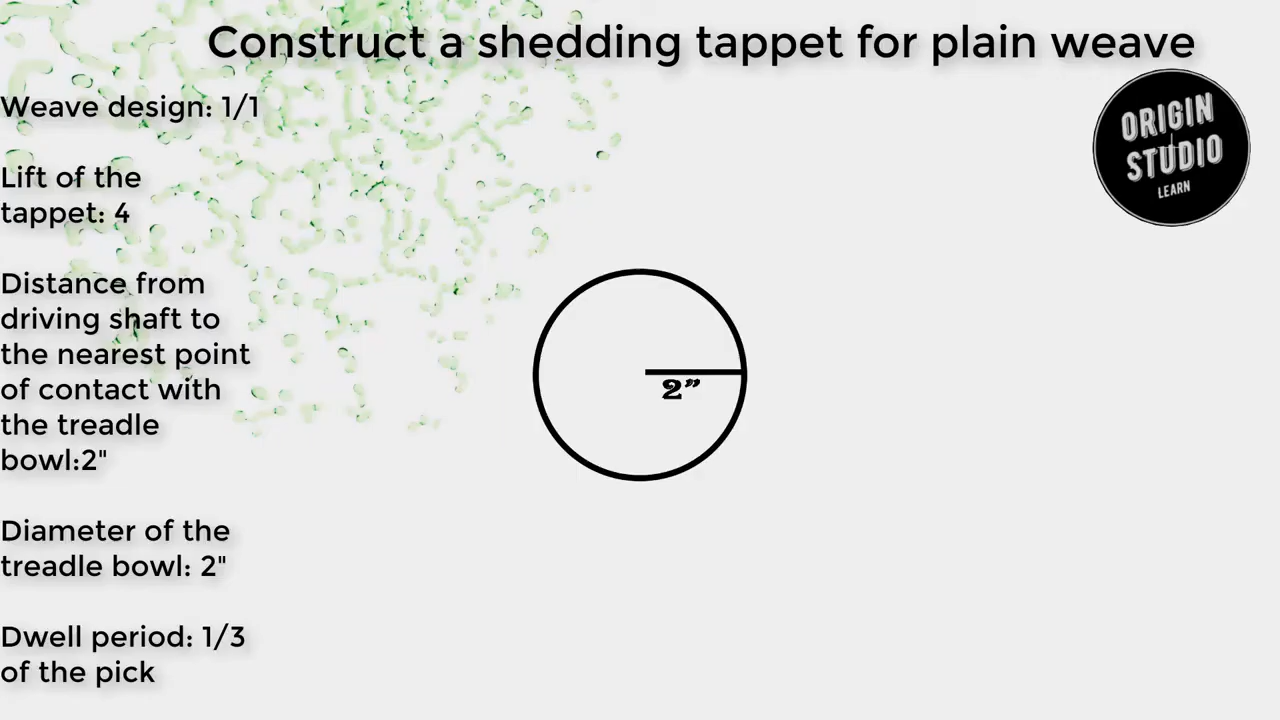 Construct a shedding tappet for plain weave
Weave design: 1/1
Lift of the
tappet: 4
Distance from
driving shaft to
the nearest point
of contact with
the treadle
bowl:2"
Diameter of the
treadle bowl: 2"
Dwell period: 1/3
of the pick
2”
ORIGIN
STUDIO
LEARN